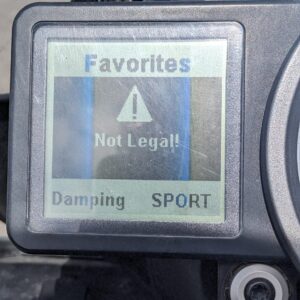 Favorites
Not Legal!
Damping SPORT